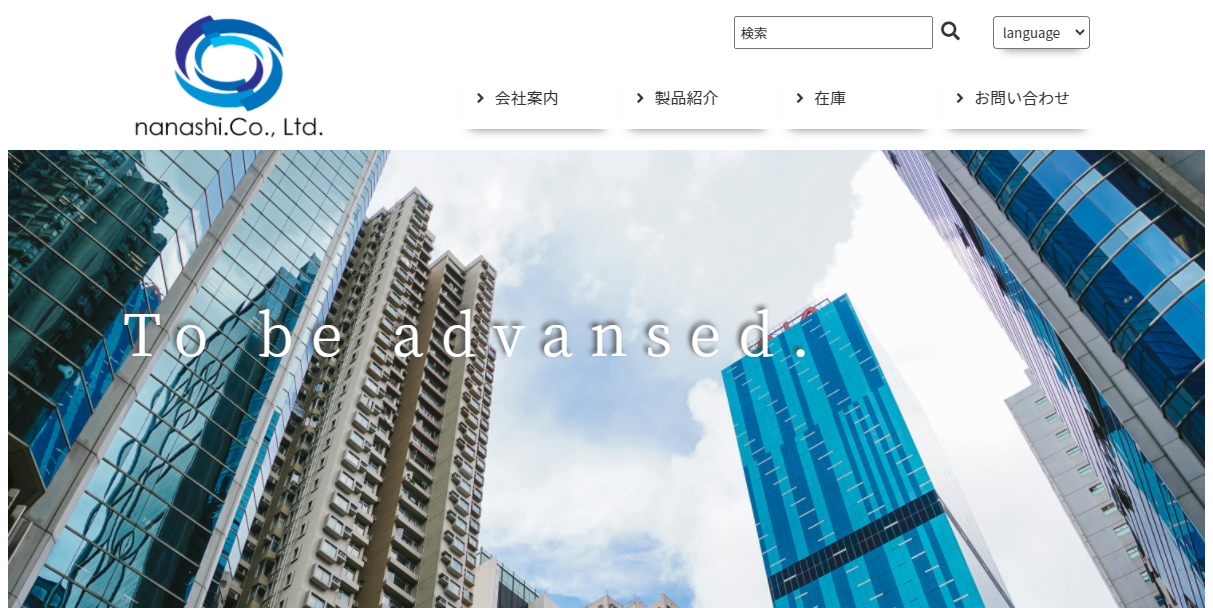 検索
language
nanashi.Co., Ltd.
会社案内
製品紹介
在庫
お問い合わせ
To be advansed.